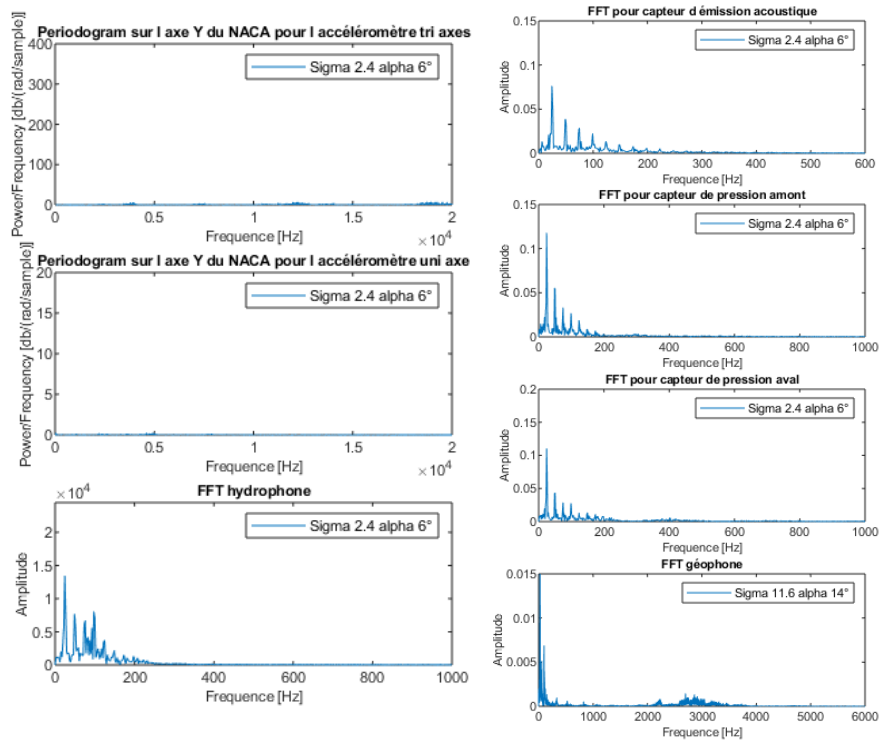 Periodogram sur l axe Y du NACA pour l accéléromètre tri axes
Power/Frequency [db/(rad/sample)]
400
300
200
100
0
Sigma 2.4 alpha 6°
0 0.5 1 1.5 2
Frequence [Hz]
× 10^4
Periodogram sur l axe Y du NACA pour l accéléromètre uni axe
Power/Frequency [db/(rad/sample)]
20
15
10
5
0
Sigma 2.4 alpha 6°
0 0.5 1 1.5 2
Frequence [Hz]
× 10^4
× 10^4
FFT hydrophone
Amplitude
2
1.5
1
0.5
0
Sigma 2.4 alpha 6°
0 200 400 600 800 1000
Frequence [Hz]
FFT pour capteur d émission acoustique
Amplitude
0.15
0.1
0.05
0
Sigma 2.4 alpha 6°
0 100 200 300 400 500 600
Frequence [Hz]
FFT pour capteur de pression amont
Amplitude
0.15
0.1
0.05
0
Sigma 2.4 alpha 6°
0 200 400 600 800 1000
Frequence [Hz]
FFT pour capteur de pression aval
Amplitude
0.2
0.15
0.1
0.05
0
Sigma 2.4 alpha 6°
0 200 400 600 800 1000
Frequence [Hz]
FFT géophone
Amplitude
0.015
0.01
0.005
0
Sigma 11.6 alpha 14°
0 1000 2000 3000 4000 5000 6000
Frequence [Hz]